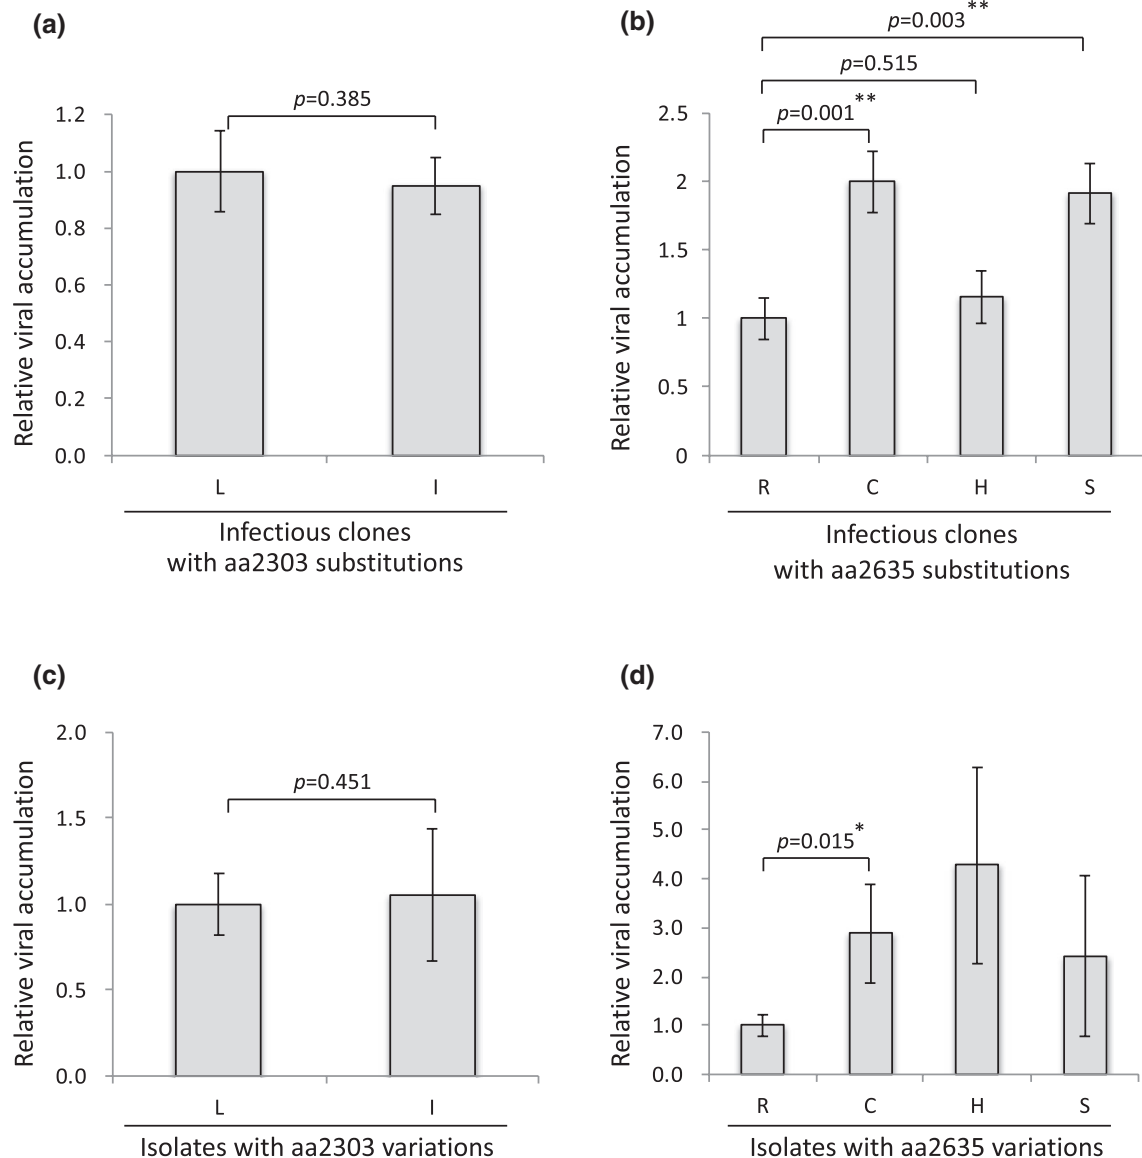 (a)
p=0.385
Relative viral accumulation
1.2
1.0
0.8
0.6
0.4
0.2
0.0
L
I
Infectious clones
with aa2303 substitutions
(b)
p=0.003**
p=0.515
p=0.001**
Relative viral accumulation
2.5
2
1.5
1
0.5
0
R
C
H
S
Infectious clones
with aa2635 substitutions
(c)
p=0.451
Relative viral accumulation
2.0
1.5
1.0
0.5
0.0
L
I
Isolates with aa2303 variations
(d)
p=0.015*
Relative viral accumulation
7.0
6.0
5.0
4.0
3.0
2.0
1.0
0.0
R
C
H
S
Isolates with aa2635 variations